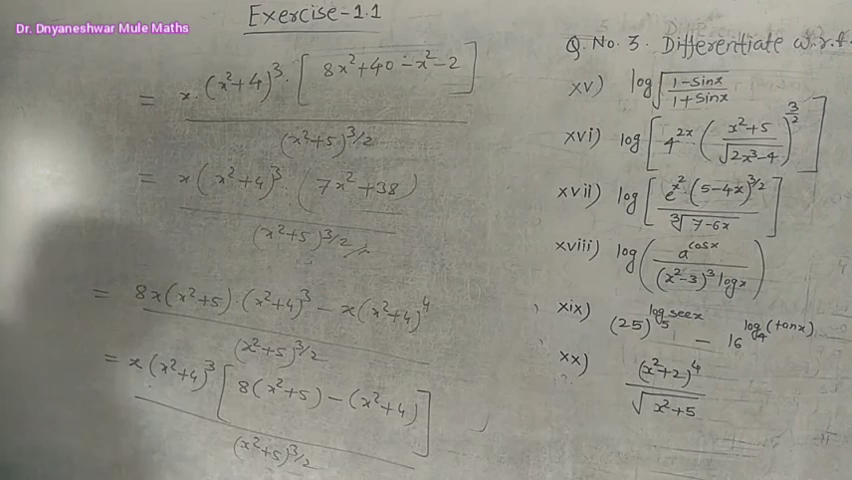 Dr. Dnyaneshwar Mule Maths
Exercise-1.1
= x·(x²+4)³·[8x²+40-x²-2]
(x²+5)^3/2
= x(x²+4)³·(7x²+38)
(x²+5)^3/2
= 8x(x²+5)·(x²+4)³ - x(x²+4)⁴
(x²+5)^3/2
= x(x²+4)³[8(x²+5)-(x²+4)]
(x²+5)^3/2
Q. No. 3. Differentiate w.r.t.
xv) log√(1-sinx / 1+sinx)
xvi) log[4^2x (x²+5 / √2x³-4)^3/2]
xvii) log[e^x²·(5-4x)^3/2 / ³√7-6x]
xviii) log(a^cosx / (x²-3)³ logx)
xix) (25)^log₅secx - 16^log₄(tanx)
xx) (x²+2)⁴ / √x²+5